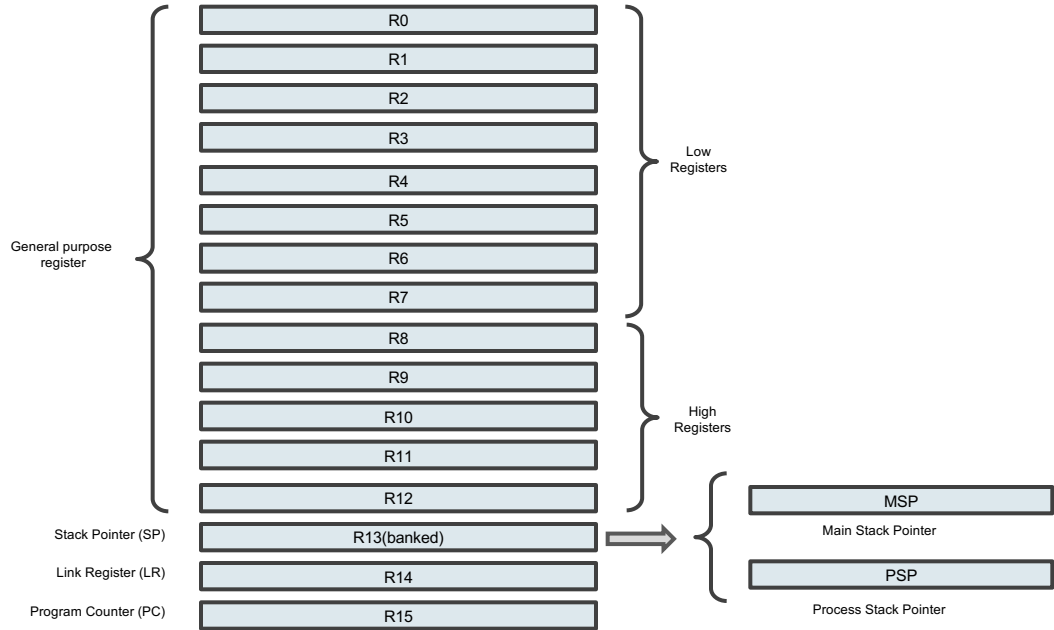 R0
R1
R2
R3
R4
R5
R6
R7
R8
R9
R10
R11
R12
R13(banked)
R14
R15
General purpose
register
Low
Registers
High
Registers
Stack Pointer (SP)
Link Register (LR)
Program Counter (PC)
MSP
Main Stack Pointer
PSP
Process Stack Pointer